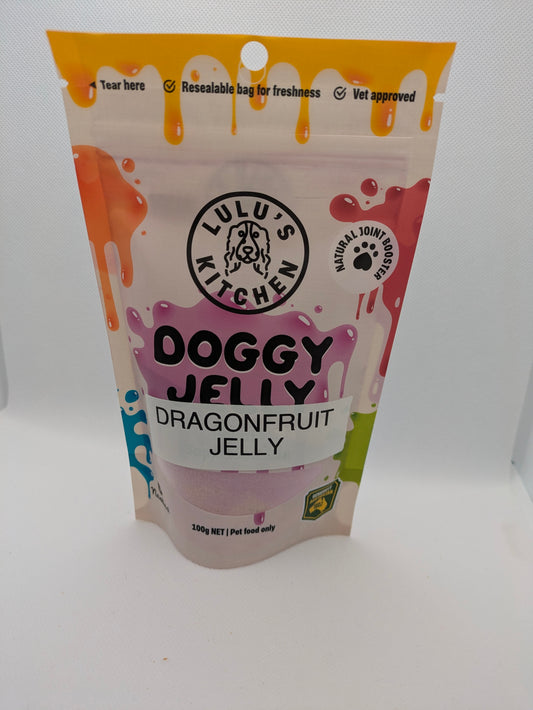 Tear here
Resealable bag for freshness
Vet approved
LULU'S
KITCHEN
NATURAL JOINT BOOSTER
DOGGY
JELLY
DRAGONFRUIT
JELLY
100g NET | Pet food only